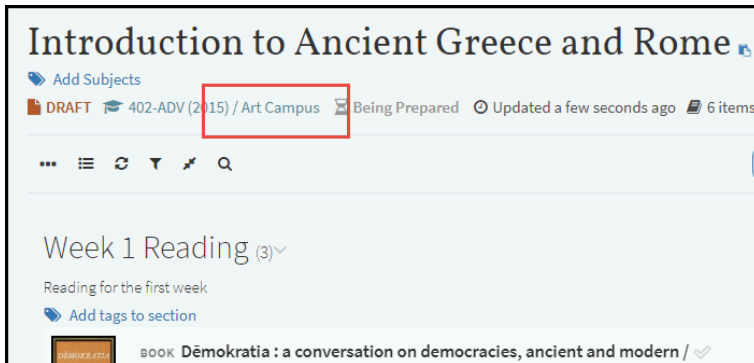 Introduction to Ancient Greece and Rome
Add Subjects
DRAFT 402-ADV (2015) / Art Campus Being Prepared Updated a few seconds ago 6 items
Week 1 Reading (3)
Reading for the first week
Add tags to section
BOOK Dēmokratia : a conversation on democracies, ancient and modern /
DĒMOKRATIA